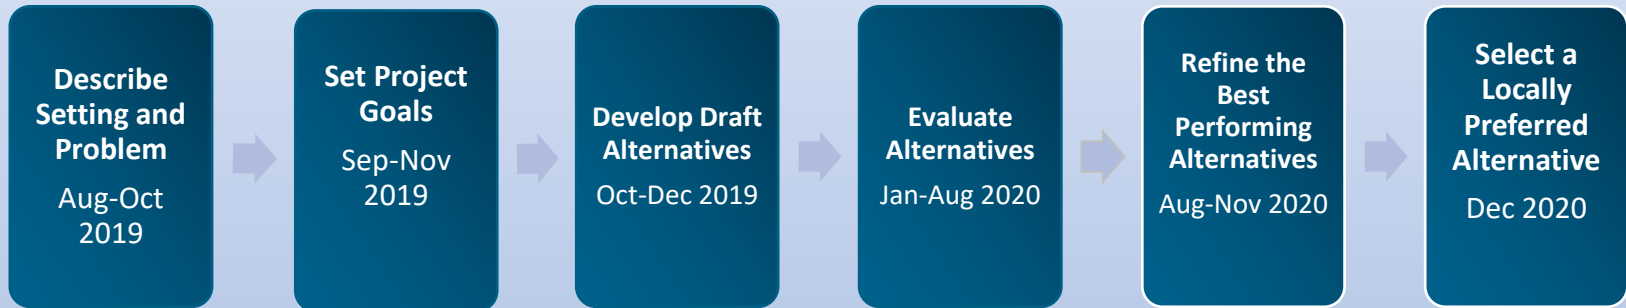 Describe
Setting and
Problem
Aug-Oct
2019
Set Project
Goals
Sep-Nov
2019
Develop Draft
Alternatives
Oct-Dec 2019
Evaluate
Alternatives
Jan-Aug 2020
Refine the
Best
Performing
Alternatives
Aug-Nov 2020
Select a
Locally
Preferred
Alternative
Dec 2020